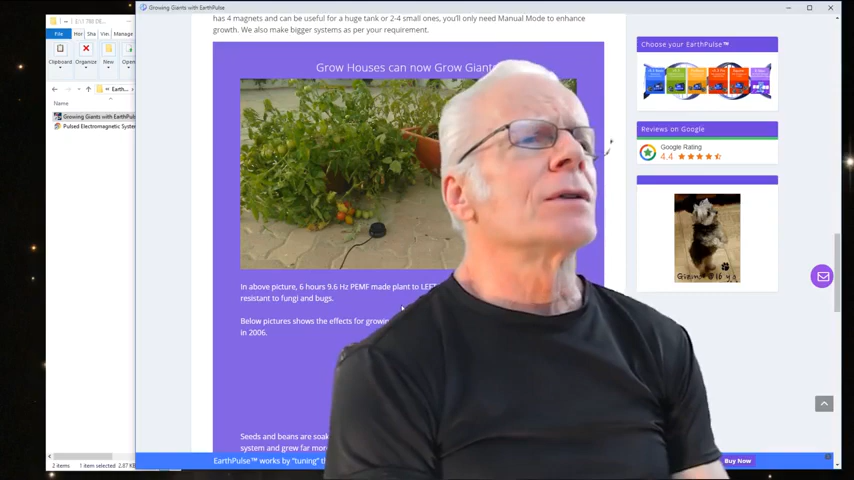 Growing Giants with EarthPulse
File
Manage
Clipboard
Organize
New
Open
Name
Growing Giants with EarthPul
Pulsed Electromagnetic System
2 items
1 item selected
has 4 magnets and can be useful for a huge tank or 2-4 small ones, you'll only need Manual Mode to enhance
growth. We also make bigger systems as per your requirement.
Grow Houses can now Grow Giant
In above picture, 6 hours 9.6 Hz PEMF made plant to LEFT
resistant to fungi and bugs.
Below pictures shows the effects for growin
in 2006.
Seeds and beans are soak
system and grew far more
EarthPulse™ works by "tuning"
Buy Now
Choose your EarthPulse™
Reviews on Google
Google Rating
4.4